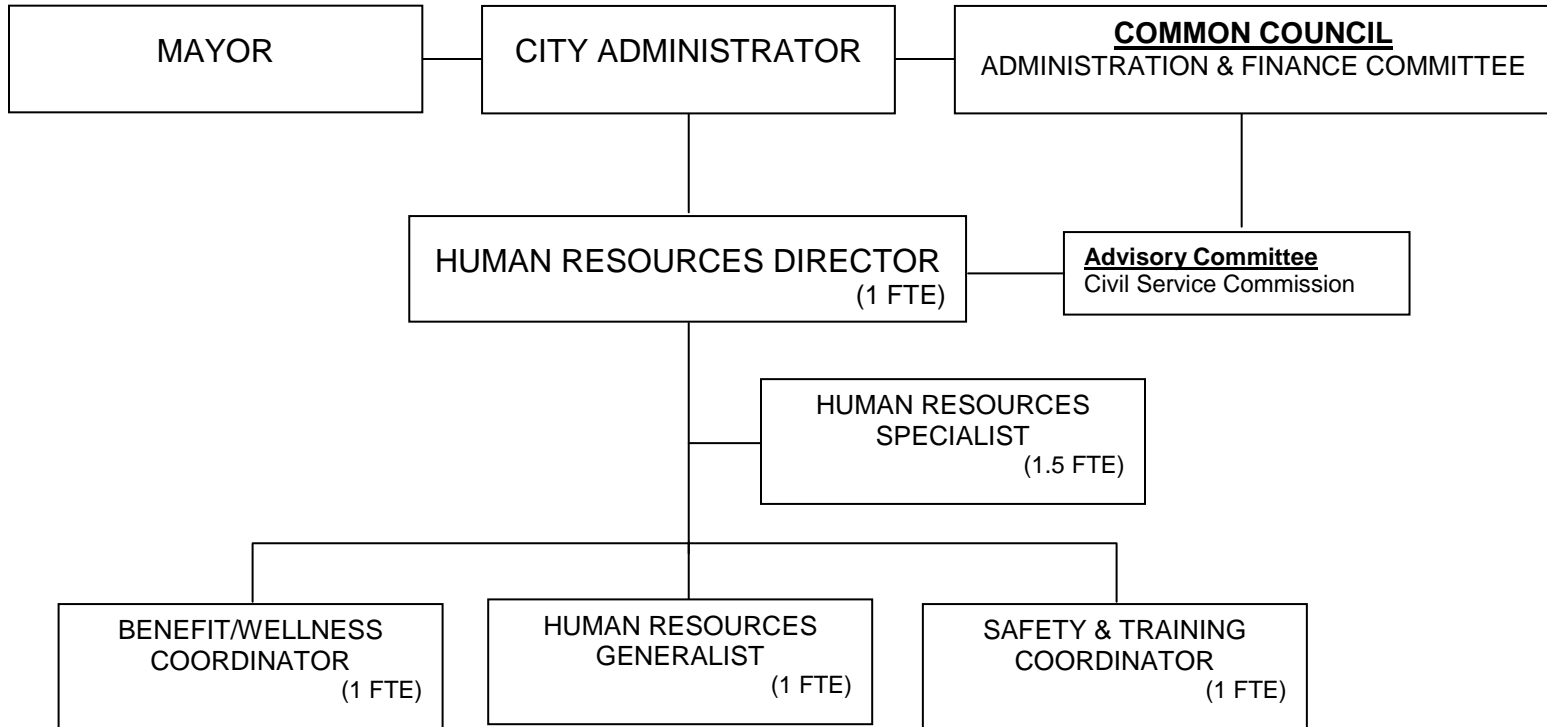 MAYOR
CITY ADMINISTRATOR
COMMON COUNCIL
ADMINISTRATION & FINANCE COMMITTEE
HUMAN RESOURCES DIRECTOR
(1 FTE)
Advisory Committee
Civil Service Commission
HUMAN RESOURCES
SPECIALIST
(1.5 FTE)
BENEFIT/WELLNESS
COORDINATOR
(1 FTE)
HUMAN RESOURCES
GENERALIST
(1 FTE)
SAFETY & TRAINING
COORDINATOR
(1 FTE)